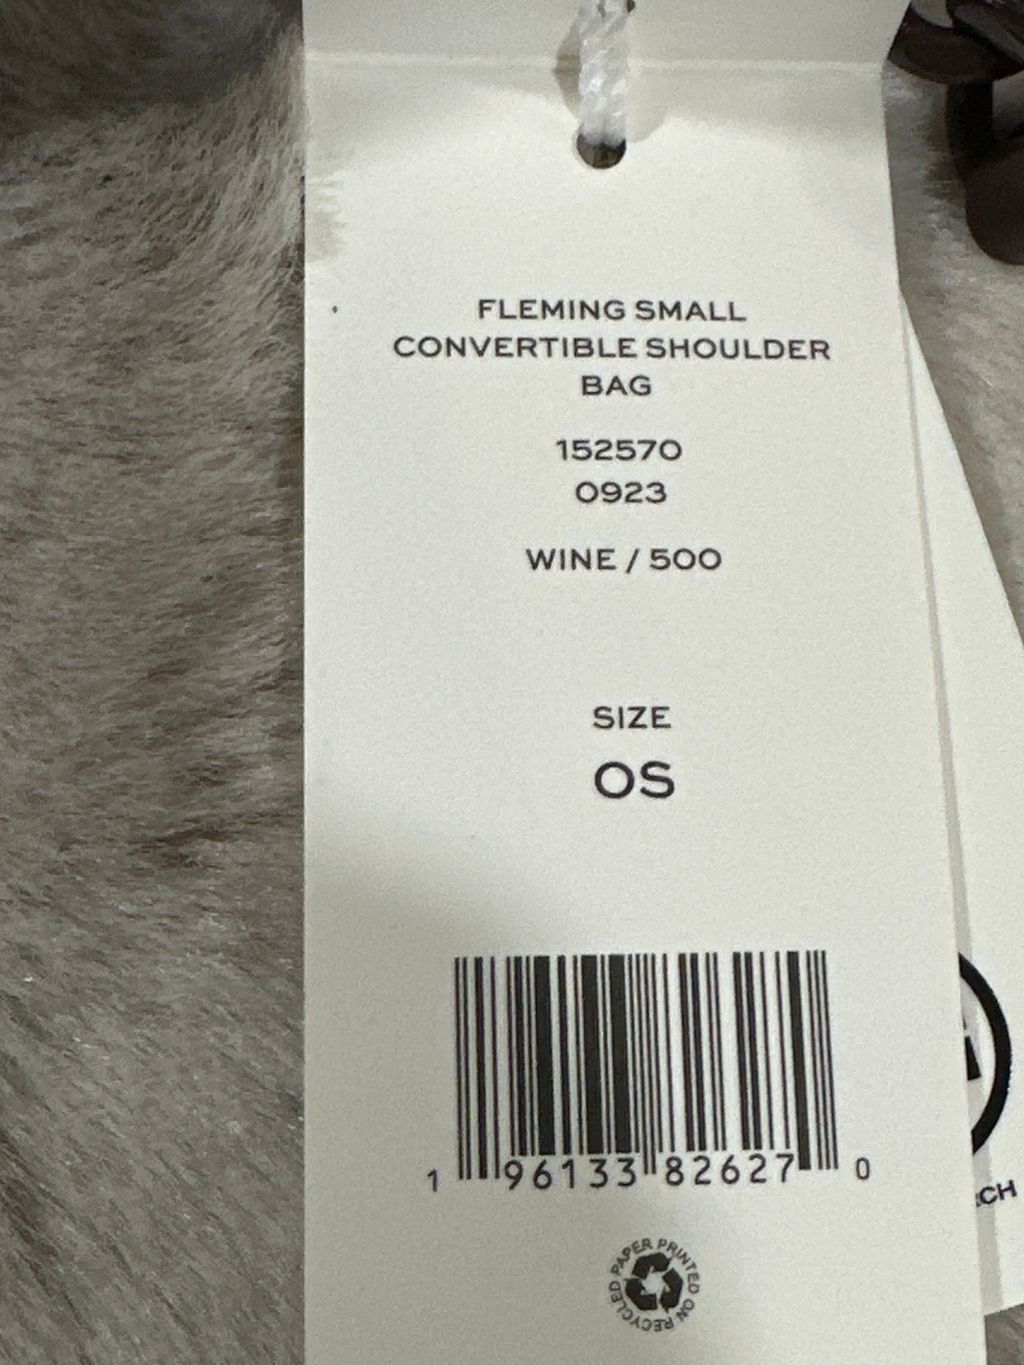 FLEMING SMALL
CONVERTIBLE SHOULDER
BAG
152570
0923
WINE / 500
SIZE
OS
1 96133 82627 0
RECYCLED PAPER PRINTED ON
CH